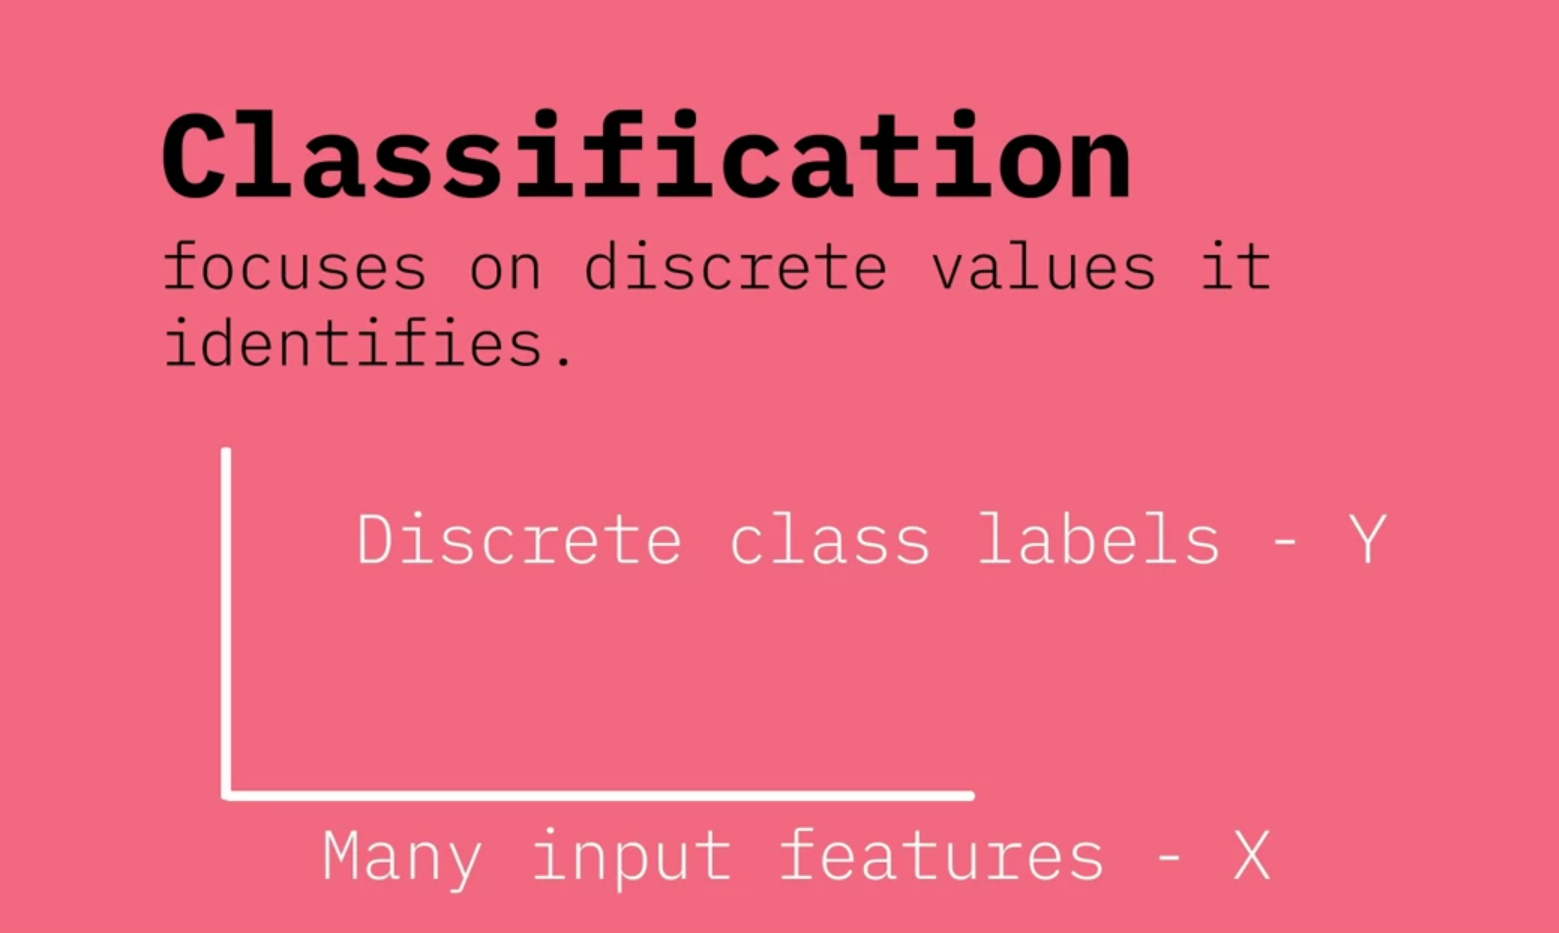 Classification
focuses on discrete values it
identifies.
Discrete class labels - Y
Many input features - X